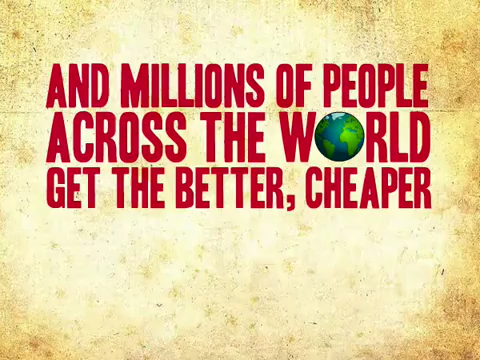 AND MILLIONS OF PEOPLE
ACROSS THE WORLD
GET THE BETTER, CHEAPER